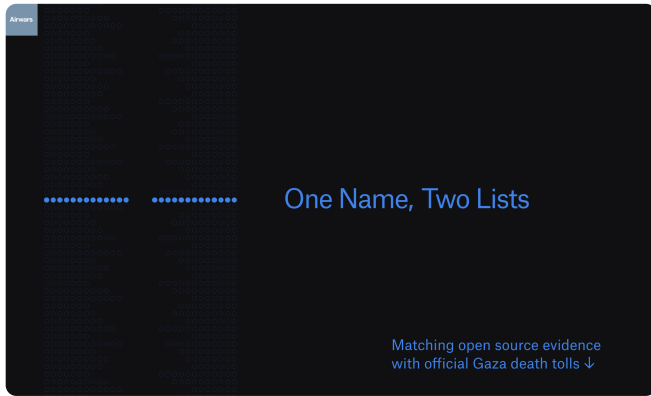 Airwars
One Name, Two Lists
Matching open source evidence
with official Gaza death tolls ↓